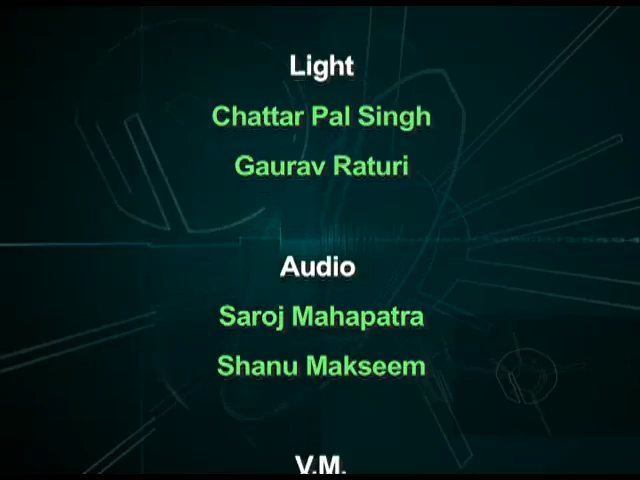 Light
Chattar Pal Singh
Gaurav Raturi
Audio
Saroj Mahapatra
Shanu Makseem
V.M.